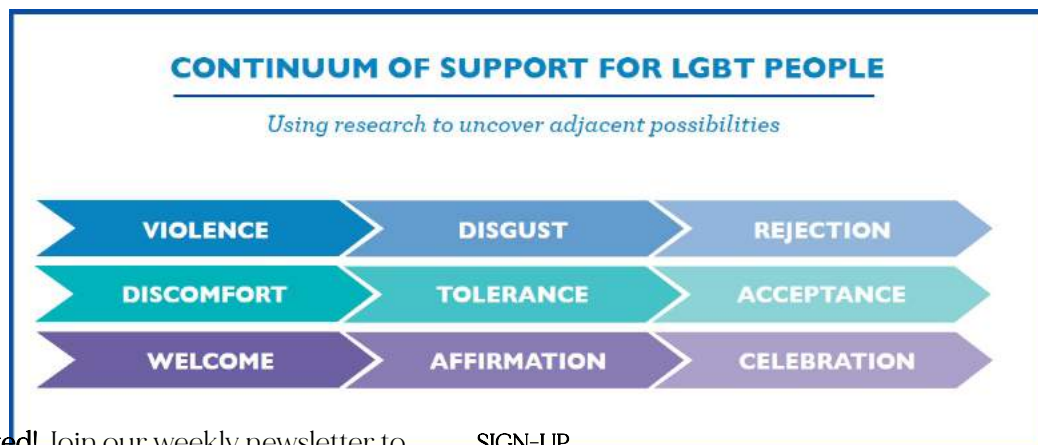 CONTINUUM OF SUPPORT FOR LGBT PEOPLE
Using research to uncover adjacent possibilities
VIOLENCE DISGUST REJECTION
DISCOMFORT TOLERANCE ACCEPTANCE
WELCOME AFFIRMATION CELEBRATION
Join our weekly newsletter to SIGN-UP